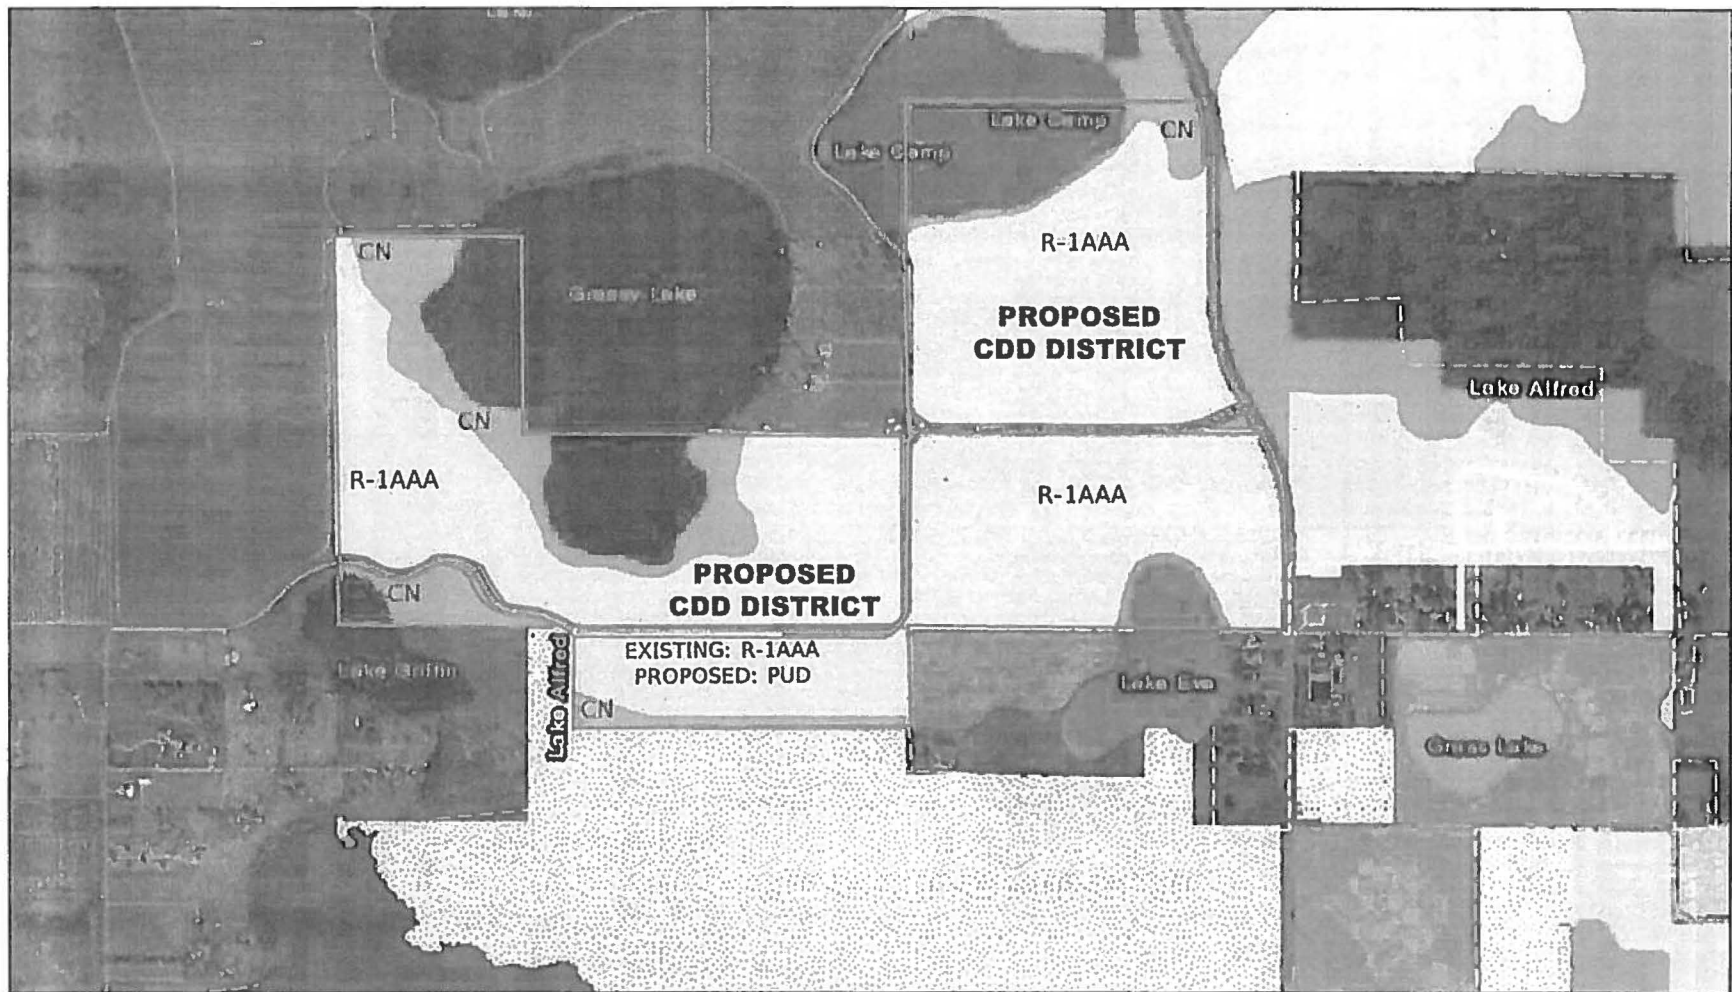 Lake Camp
CN
Lake Camp
R-1AAA
CN
Grassy Lake
PROPOSED
CDD DISTRICT
Lake Alfred
CN
R-1AAA
R-1AAA
PROPOSED
CDD DISTRICT
CN
EXISTING: R-1AAA
PROPOSED: PUD
Lake Alfred
Lake Griffin
Lake Eva
CN
Grass Lake